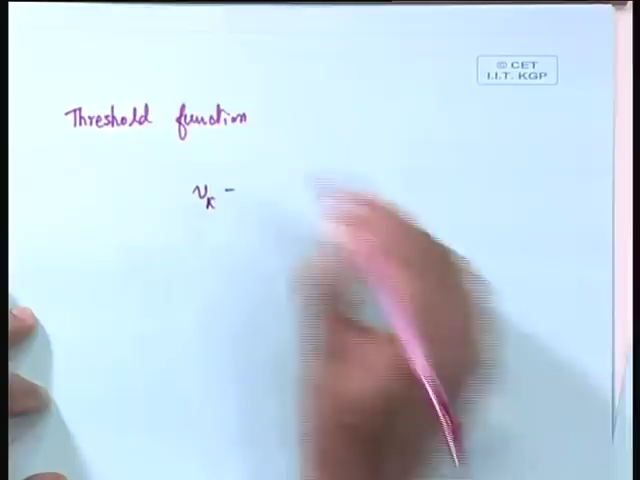 © CET
I.I.T. KGP
Threshold function
v_k -